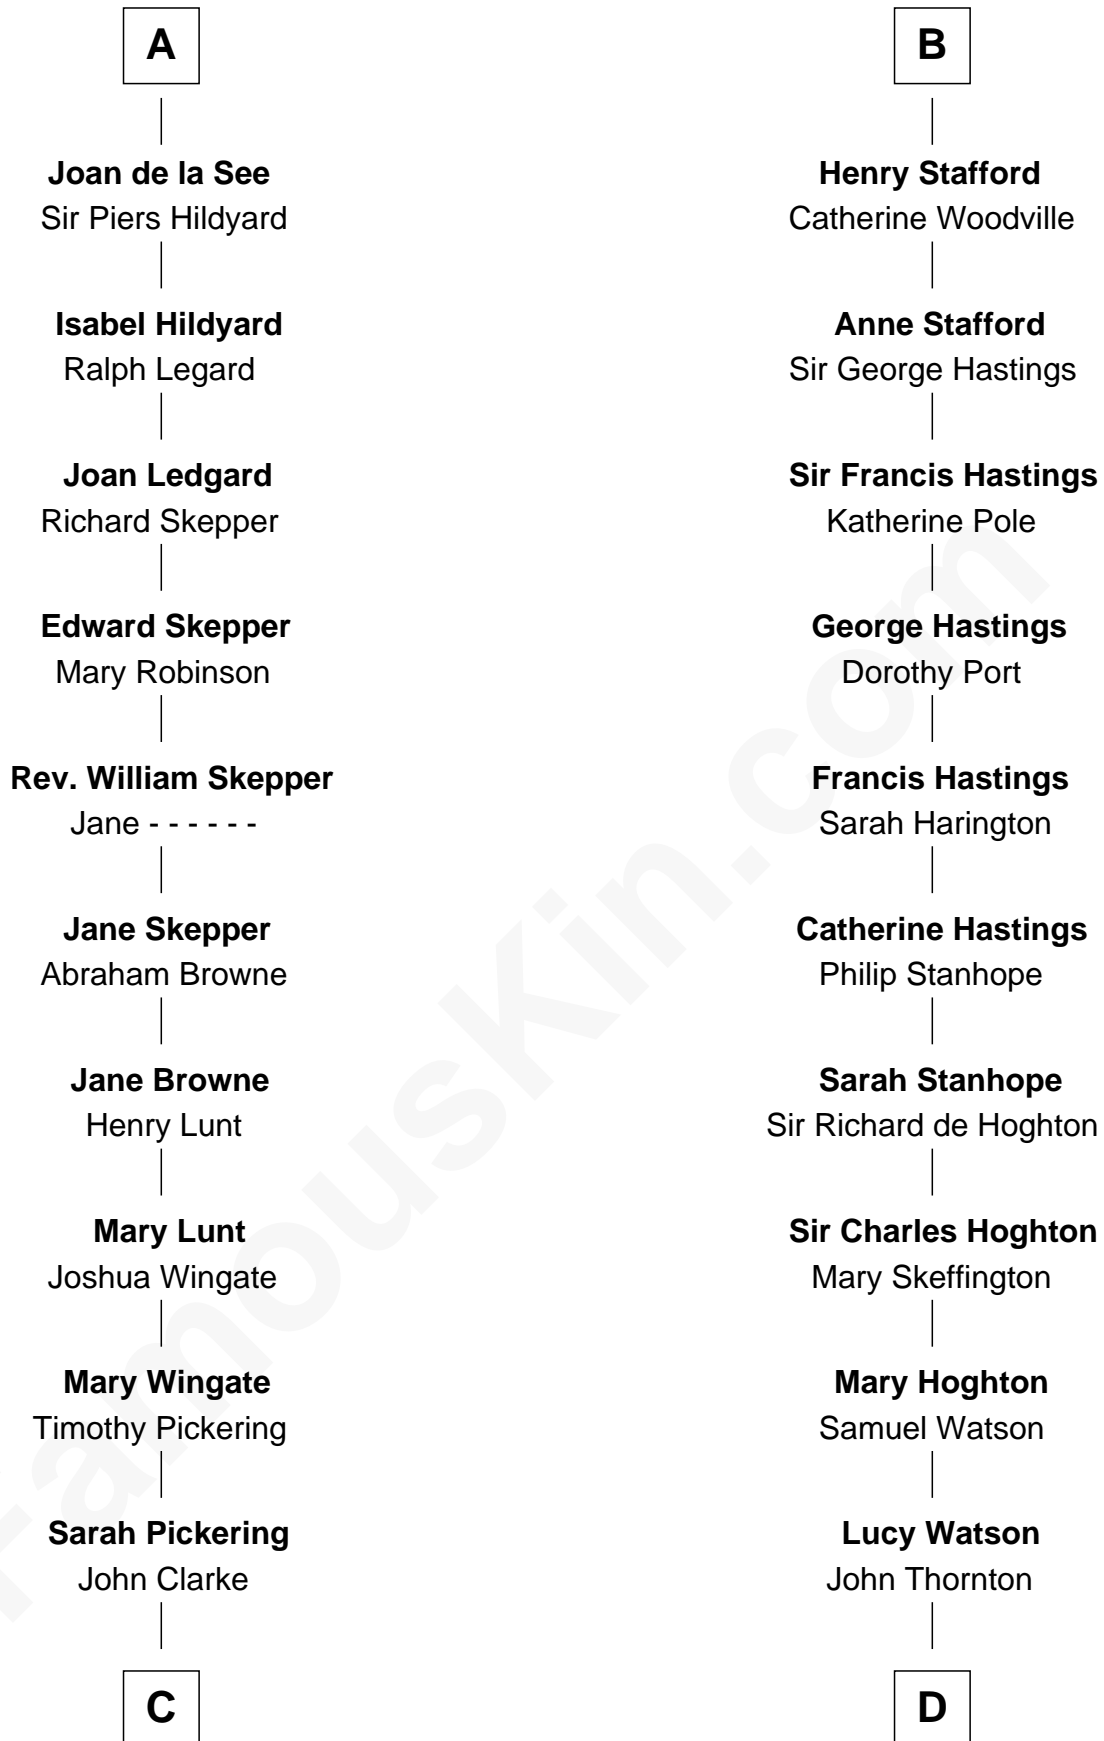 A
Joan de la See
Sir Piers Hildyard
Isabel Hildyard
Ralph Legard
Joan Ledgard
Richard Skepper
Edward Skepper
Mary Robinson
Rev. William Skepper
Jane - - - - - -
Jane Skepper
Abraham Browne
Jane Browne
Henry Lunt
Mary Lunt
Joshua Wingate
Mary Wingate
Timothy Pickering
Sarah Pickering
John Clarke
C
B
Henry Stafford
Catherine Woodville
Anne Stafford
Sir George Hastings
Sir Francis Hastings
Katherine Pole
George Hastings
Dorothy Port
Francis Hastings
Sarah Harington
Catherine Hastings
Philip Stanhope
Sarah Stanhope
Sir Richard de Hoghton
Sir Charles Hoghton
Mary Skeffington
Mary Hoghton
Samuel Watson
Lucy Watson
John Thornton
D
FamousKin.com